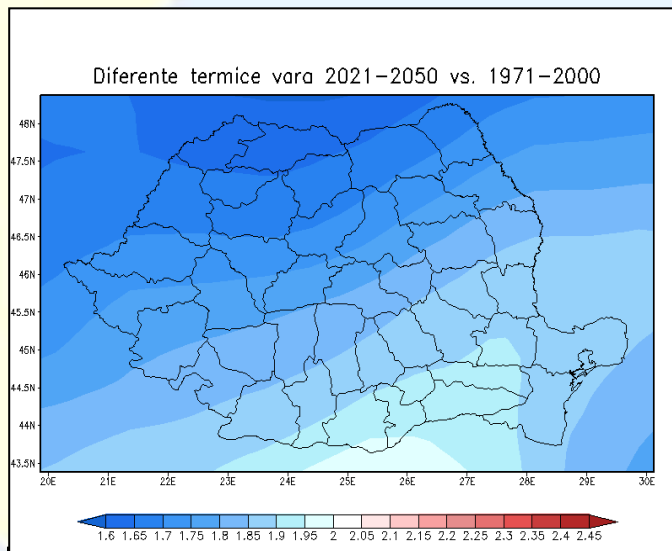 Diferente termice vara 2021-2050 vs. 1971-2000
48N
47.5N
47N
46.5N
46N
45.5N
45N
44.5N
44N
43.5N
20E 21E 22E 23E 24E 25E 26E 27E 28E 29E 30E
1.6 1.65 1.7 1.75 1.8 1.85 1.9 1.95 2 2.05 2.1 2.2 2.25 2.3 2.35 2.4 2.45